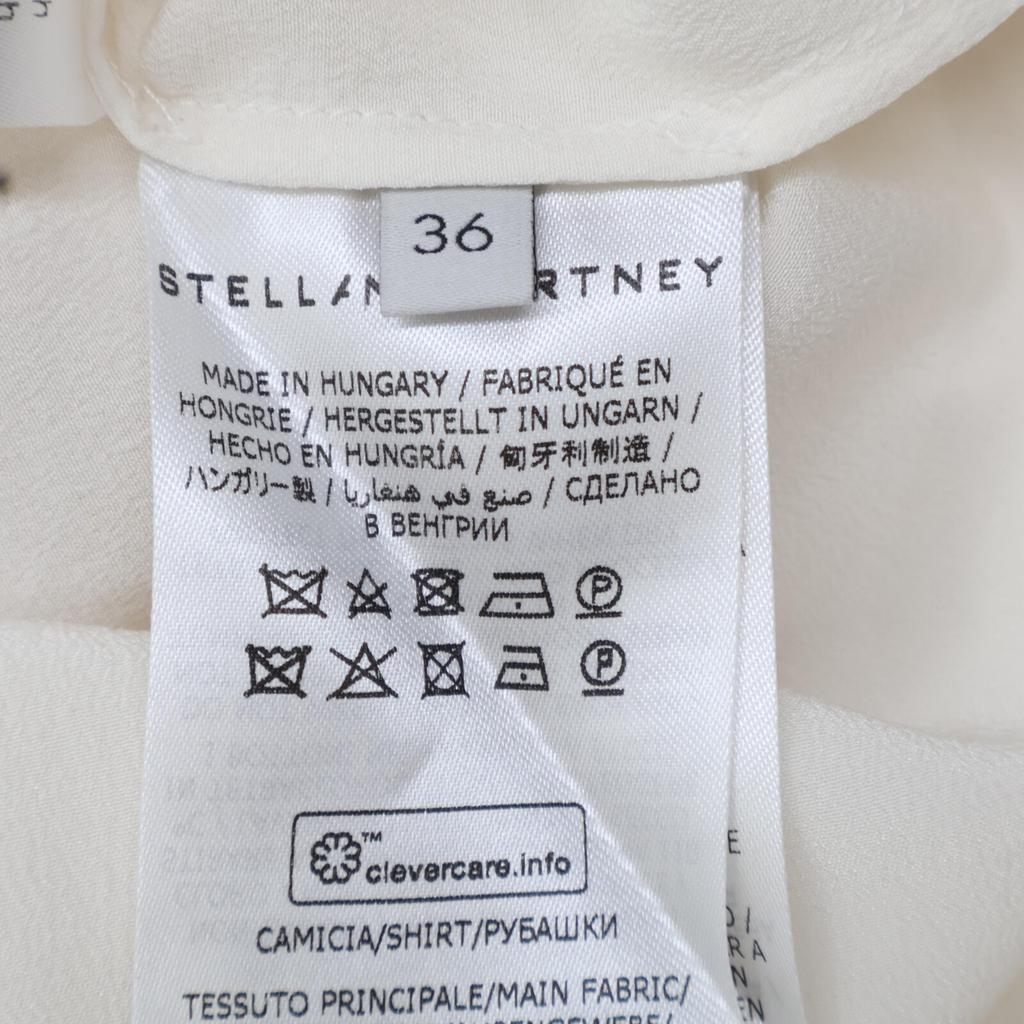 36
STELLA McCARTNEY
MADE IN HUNGARY / FABRIQUÉ EN
HONGRIE / HERGESTELLT IN UNGARN /
HECHO EN HUNGRÍA / 匈牙利制造 /
ハンガリー製 / صنع في هنغاريا / СДЕЛАНО
В ВЕНГРИИ
P
P
™
clevercare.info
CAMICIA/SHIRT/РУБАШКИ
TESSUTO PRINCIPALE/MAIN FABRIC/